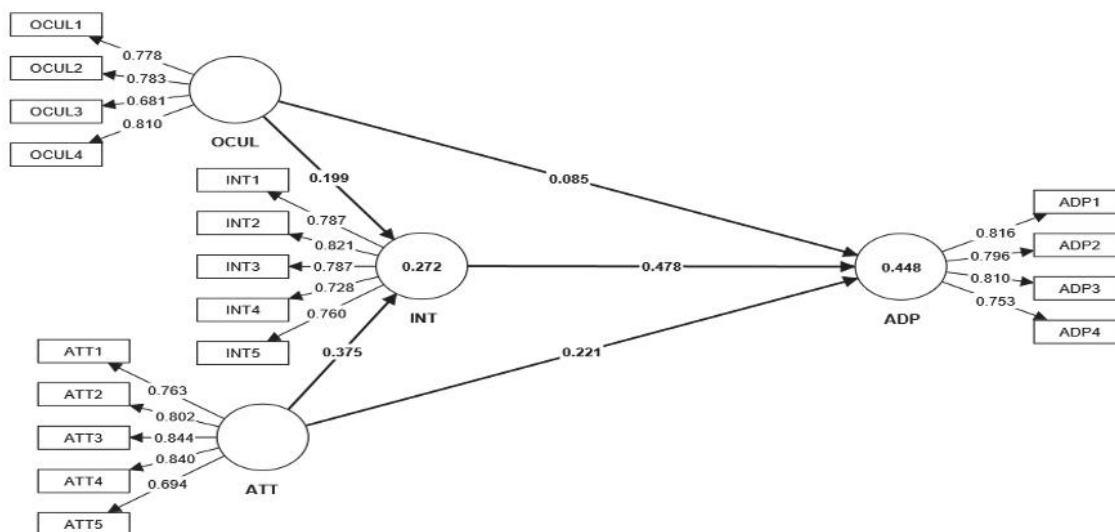 OCUL1
0.778
OCUL2
0.783
OCUL3
0.681
OCUL4
0.810
OCUL
0.199
0.085
INT1
0.787
INT2
0.821
INT3
0.787
INT4
0.728
INT5
0.760
0.272
INT
0.478
0.375
0.221
0.448
ADP
ADP1
0.816
ADP2
0.796
ADP3
0.810
ADP4
0.753
ATT1
0.763
ATT2
0.802
ATT3
0.844
ATT4
0.840
ATT5
0.694
ATT